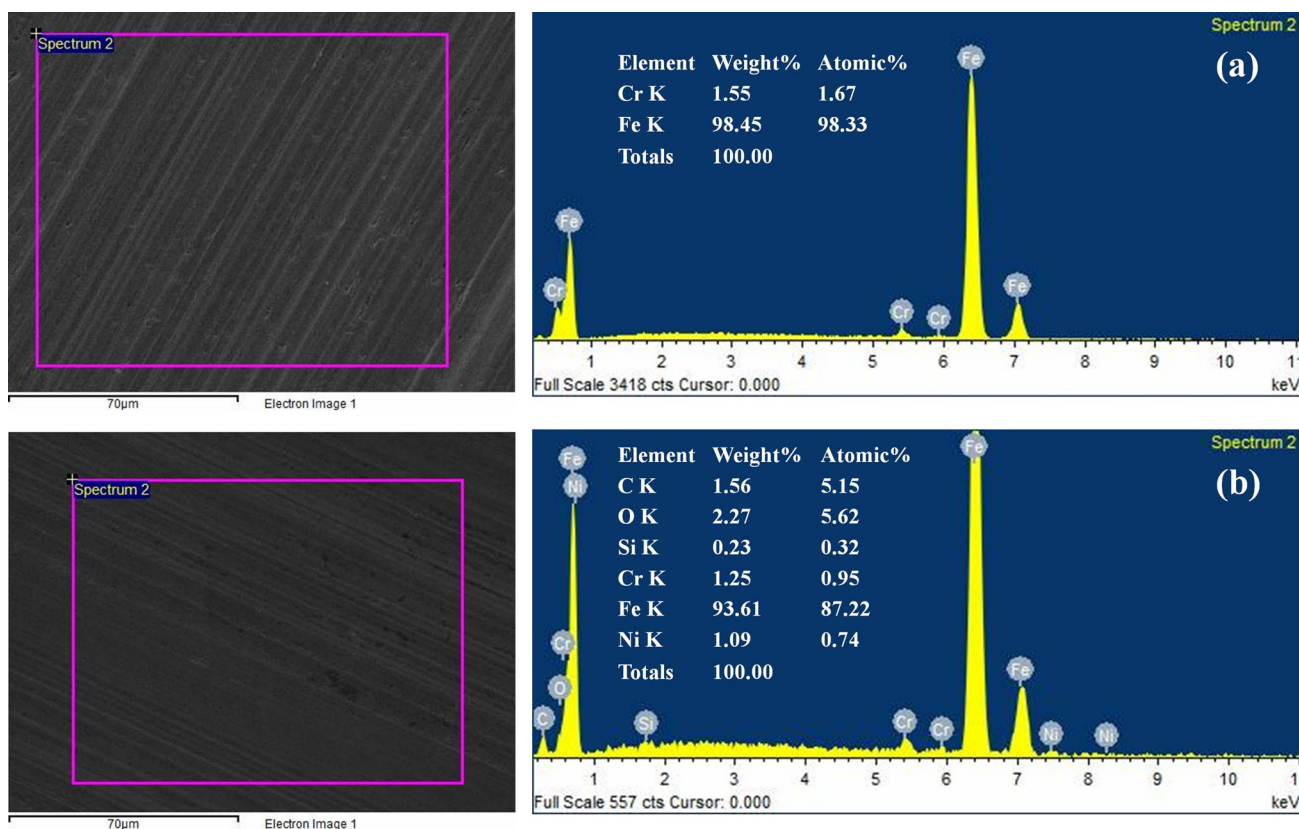 Spectrum 2
70µm
Electron Image 1
Spectrum 2
(a)
Element Weight% Atomic%
Cr K 1.55 1.67
Fe K 98.45 98.33
Totals 100.00
Fe
Fe
Cr
Cr
Cr
Fe
1 2 3 4 5 6 7 8 9 10 11
Full Scale 3418 cts Cursor: 0.000
keV
Spectrum 2
70µm
Electron Image 1
Spectrum 2
(b)
Element Weight% Atomic%
C K 1.56 5.15
O K 2.27 5.62
Si K 0.23 0.32
Cr K 1.25 0.95
Fe K 93.61 87.22
Ni K 1.09 0.74
Totals 100.00
Fe
Ni
Cr
O
C
Si
Cr
Cr
Fe
Fe
Ni
Ni
1 2 3 4 5 6 7 8 9 10 1
Full Scale 557 cts Cursor: 0.000
keV